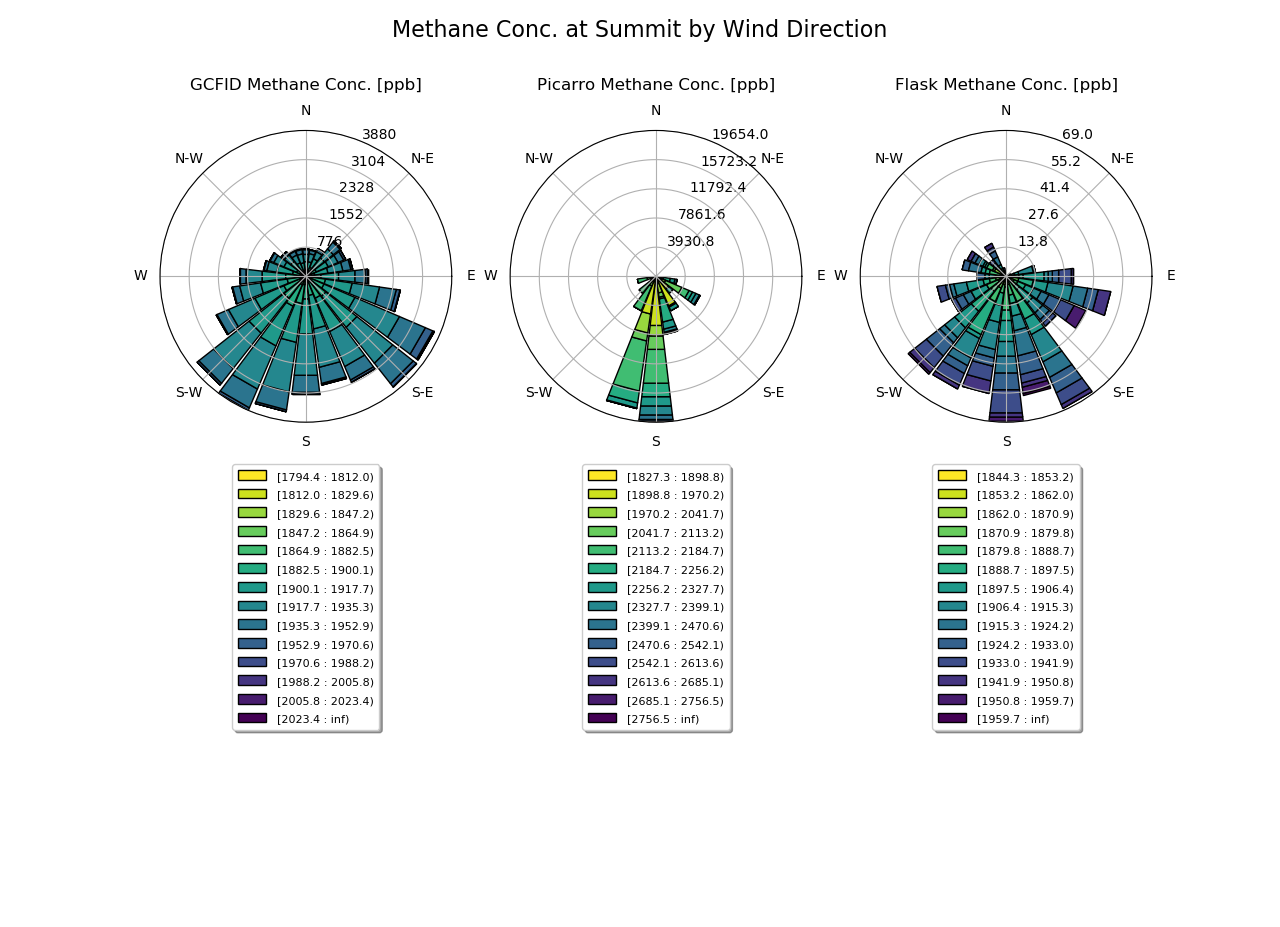 Methane Conc. at Summit by Wind Direction
GCFID Methane Conc. [ppb]
N
N-W
N-E
W
E
S-W
S-E
S
3880
3104
2328
1552
776
[1794.4 : 1812.0)
[1812.0 : 1829.6)
[1829.6 : 1847.2)
[1847.2 : 1864.9)
[1864.9 : 1882.5)
[1882.5 : 1900.1)
[1900.1 : 1917.7)
[1917.7 : 1935.3)
[1935.3 : 1952.9)
[1952.9 : 1970.6)
[1970.6 : 1988.2)
[1988.2 : 2005.8)
[2005.8 : 2023.4)
[2023.4 : inf)
Picarro Methane Conc. [ppb]
N
N-W
N-E
W
E
S-W
S-E
S
19654.0
15723.2
11792.4
7861.6
3930.8
[1827.3 : 1898.8)
[1898.8 : 1970.2)
[1970.2 : 2041.7)
[2041.7 : 2113.2)
[2113.2 : 2184.7)
[2184.7 : 2256.2)
[2256.2 : 2327.7)
[2327.7 : 2399.1)
[2399.1 : 2470.6)
[2470.6 : 2542.1)
[2542.1 : 2613.6)
[2613.6 : 2685.1)
[2685.1 : 2756.5)
[2756.5 : inf)
Flask Methane Conc. [ppb]
N
N-W
N-E
W
E
S-W
S-E
S
69.0
55.2
41.4
27.6
13.8
[1844.3 : 1853.2)
[1853.2 : 1862.0)
[1862.0 : 1870.9)
[1870.9 : 1879.8)
[1879.8 : 1888.7)
[1888.7 : 1897.5)
[1897.5 : 1906.4)
[1906.4 : 1915.3)
[1915.3 : 1924.2)
[1924.2 : 1933.0)
[1933.0 : 1941.9)
[1941.9 : 1950.8)
[1950.8 : 1959.7)
[1959.7 : inf)